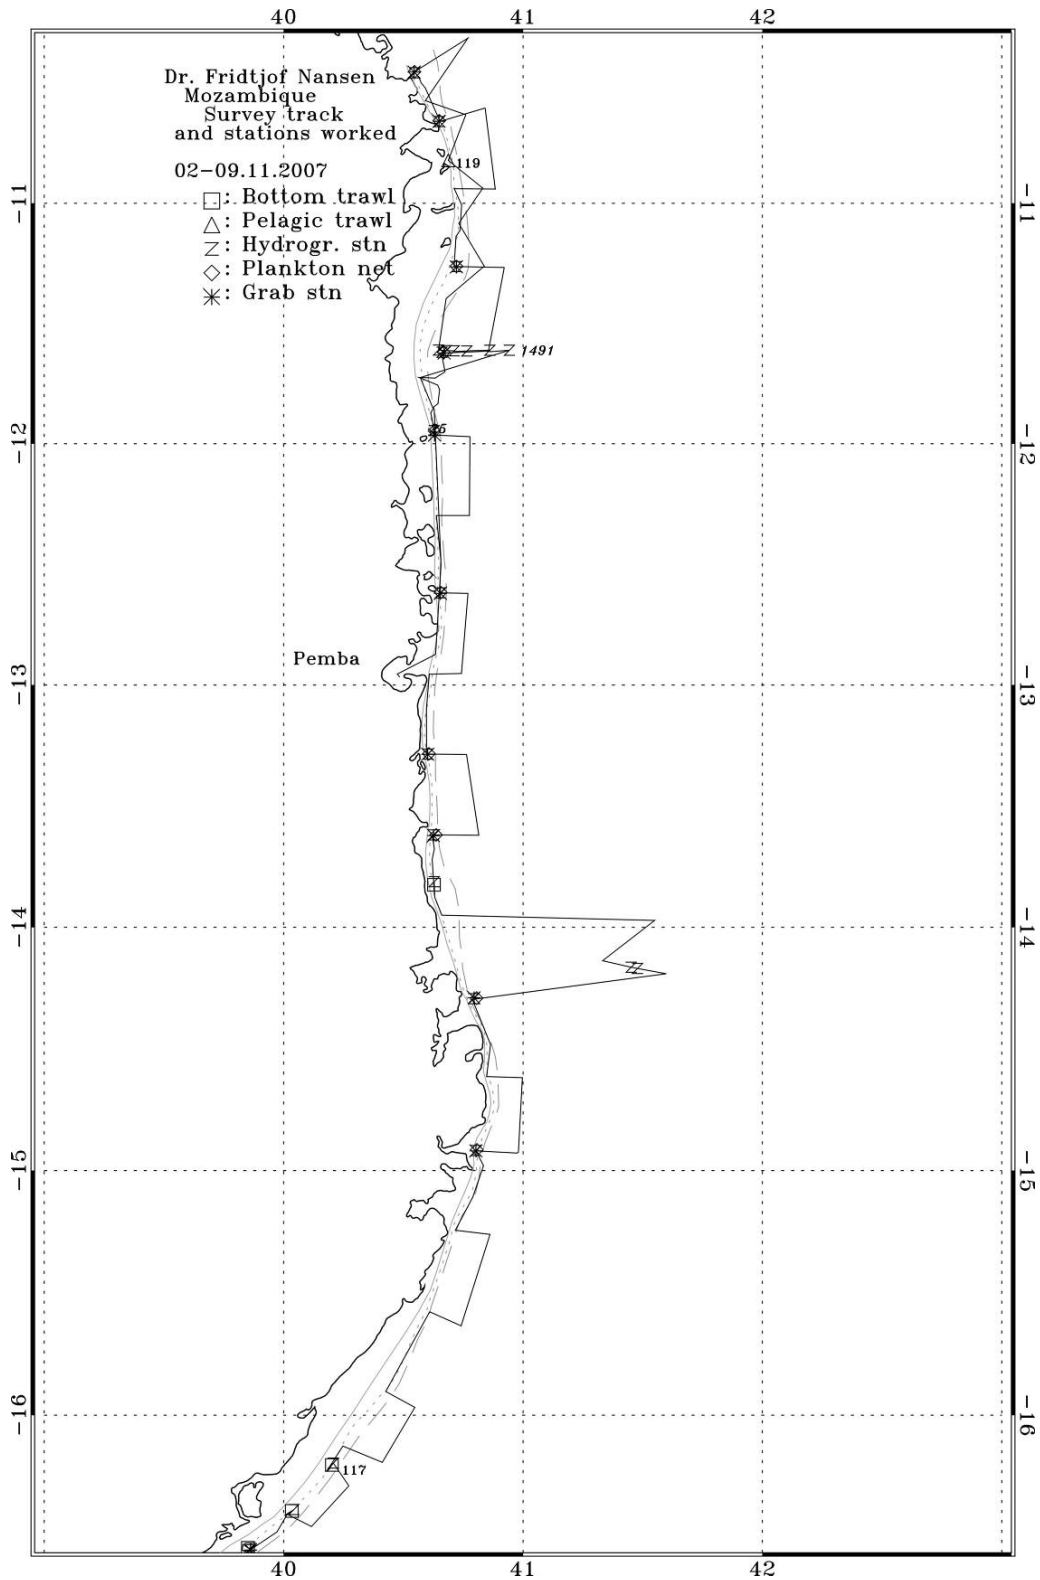 40 41 42
Dr. Fridtjof Nansen
Mozambique
Survey track
and stations worked
02-09.11.2007
: Bottom trawl
: Pelagic trawl
: Hydrogr. stn
: Plankton net
: Grab stn
119
-11 -11
1491
-12 -12
Pemba
-13 -13
-14 -14
-15 -15
-16 -16
117
40 41 42